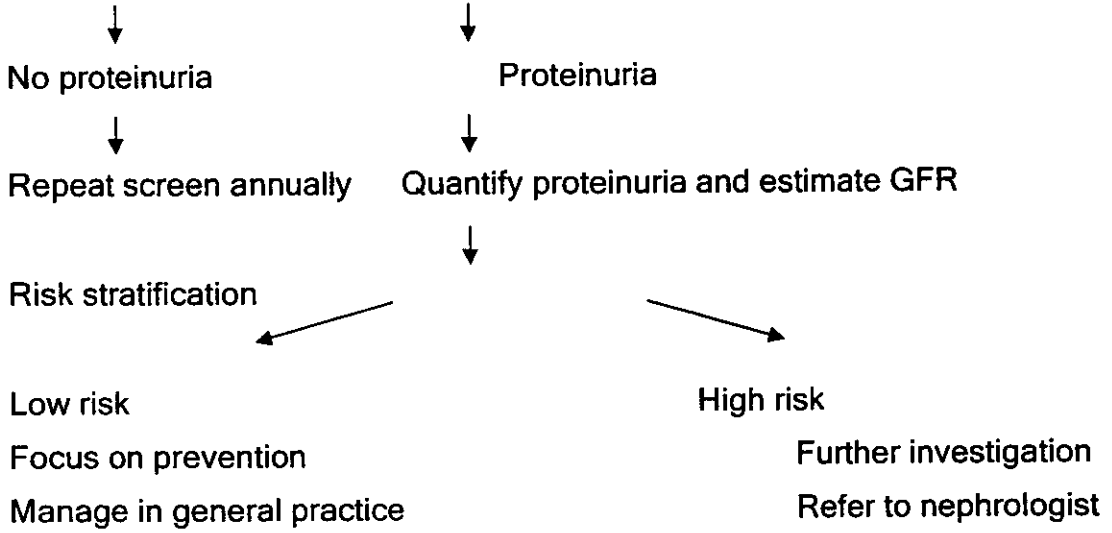 No proteinuria
Proteinuria
Repeat screen annually
Quantify proteinuria and estimate GFR
Risk stratification
Low risk
High risk
Focus on prevention
Further investigation
Manage in general practice
Refer to nephrologist